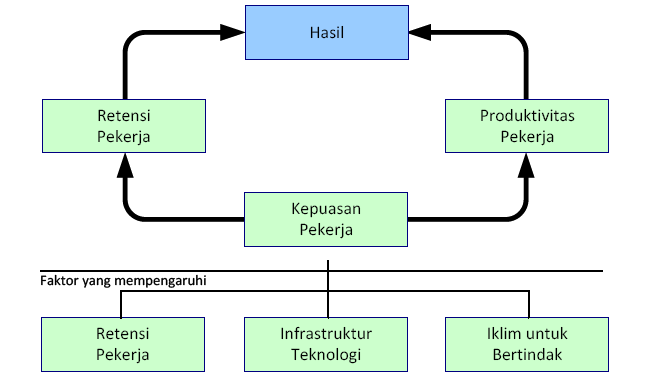 Hasil
Retensi
Pekerja
Produktivitas
Pekerja
Kepuasan
Pekerja
Faktor yang mempengaruhi
Retensi
Pekerja
Infrastruktur
Teknologi
Iklim untuk
Bertindak